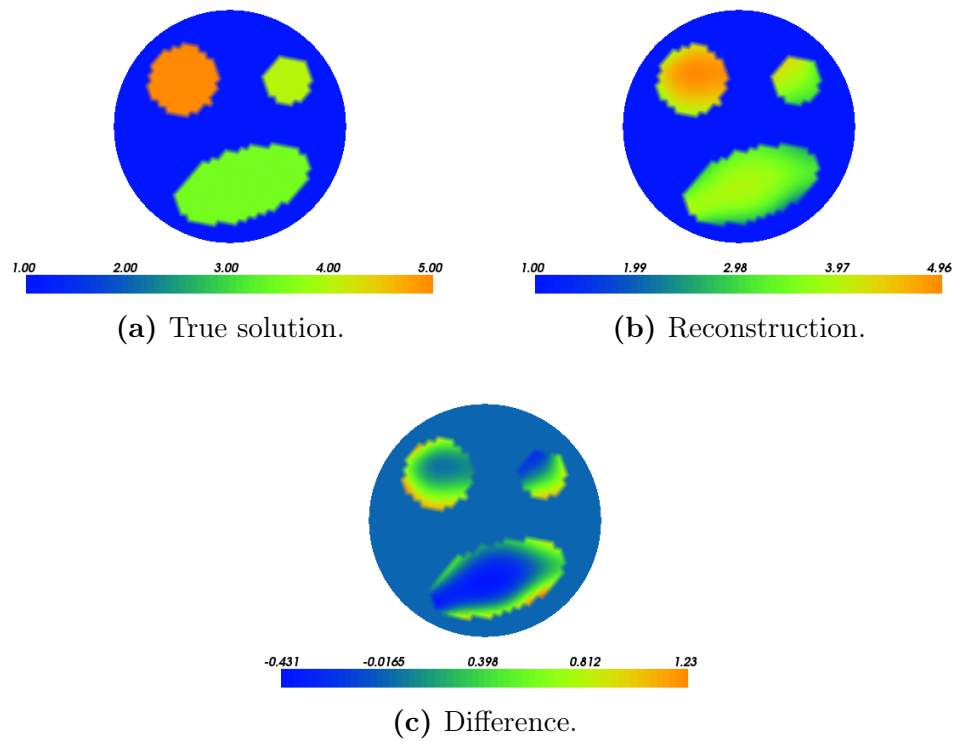 1.00 2.00 3.00 4.00 5.00
1.00 1.99 2.98 3.97 4.96
(a) True solution.
(b) Reconstruction.
-0.431 -0.0165 0.398 0.812 1.23
(c) Difference.